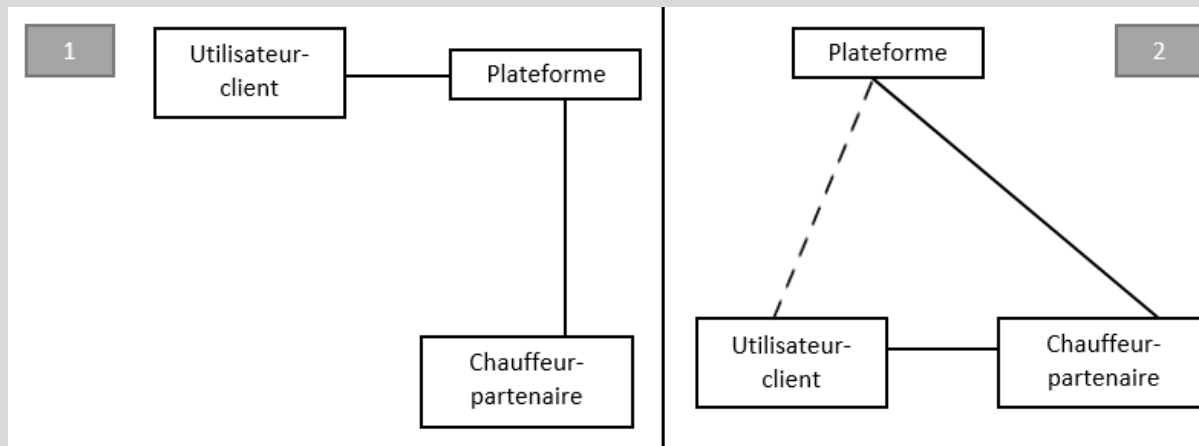 1
Utilisateur-
client
Plateforme
Chauffeur-
partenaire
Plateforme
2
Utilisateur-
client
Chauffeur-
partenaire